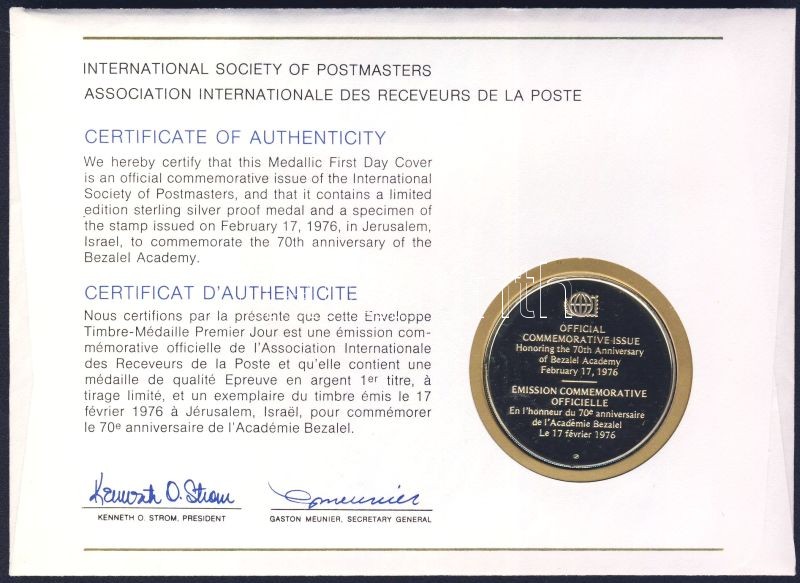 INTERNATIONAL SOCIETY OF POSTMASTERS
ASSOCIATION INTERNATIONALE DES RECEVEURS DE LA POSTE
CERTIFICATE OF AUTHENTICITY
We hereby certify that this Medallic First Day Cover
is an official commemorative issue of the International
Society of Postmasters, and that it contains a limited
edition sterling silver proof medal and a specimen of
the stamp issued on February 17, 1976, in Jerusalem,
Israel, to commemorate the 70th anniversary of the
Bezalel Academy.
CERTIFICAT D'AUTHENTICITE
Nous certifions par la présente que cette Enveloppe
Timbre-Médaille Premier Jour est une émission com-
mémorative officielle de l'Association Internationale
des Receveurs de la Poste et qu'elle contient une
médaille de qualité Epreuve en argent 1er titre, à
tirage limité, et un exemplaire du timbre émis le 17
février 1976 à Jérusalem, Israël, pour commémorer
le 70e anniversaire de l'Académie Bezalel.
Kenneth O. Strom
KENNETH O. STROM, PRESIDENT
GMeunier
GASTON MEUNIER, SECRETARY GENERAL
OFFICIAL
COMMEMORATIVE ISSUE
Honoring the 70th Anniversary
of Bezalel Academy
February 17, 1976
EMISSION COMMEMORATIVE
OFFICIELLE
En l'honneur du 70e anniversaire
de l'Académie Bezalel
Le 17 février 1976